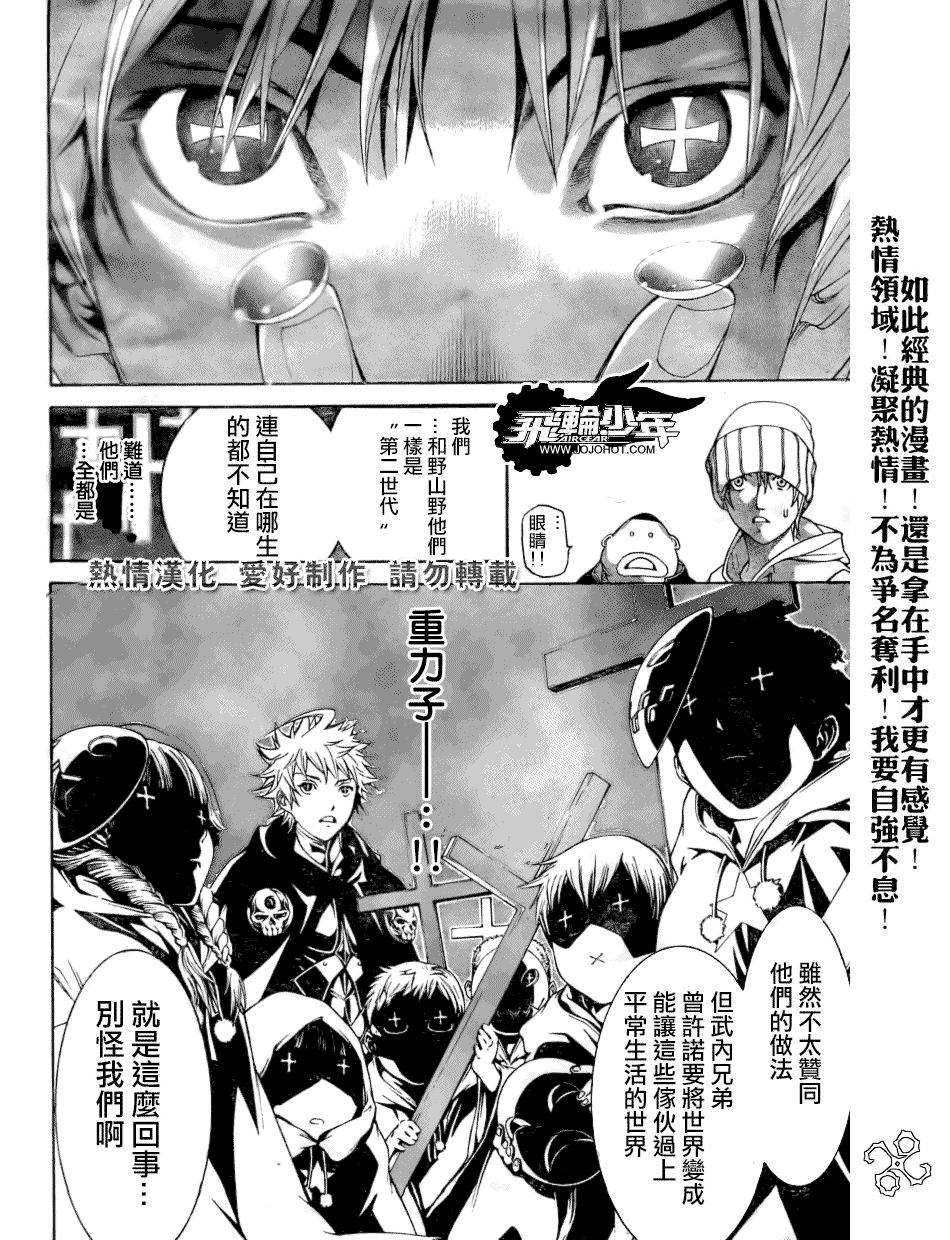 …
眼睛!!
飛輪少年
AIRGEAR
WWW.JOJOHOT.COM
我們
…和野山野他們
一樣是
〝第二世代〟
連自己在哪生
的都不知道
難道……
他們
…全都是
熱情漢化 愛好制作 請勿轉載
重力子——…!!
雖然不太贊同
他們的做法
但武內兄弟
曾許諾要將世界變成
能讓這些傢伙過上
平常生活的世界
就是這麼回事…
別怪我們啊
如此經典的漫畫!還是拿在手中才更有感覺!
熱情領域!凝聚熱情!不為爭名奪利!我要自強不息!